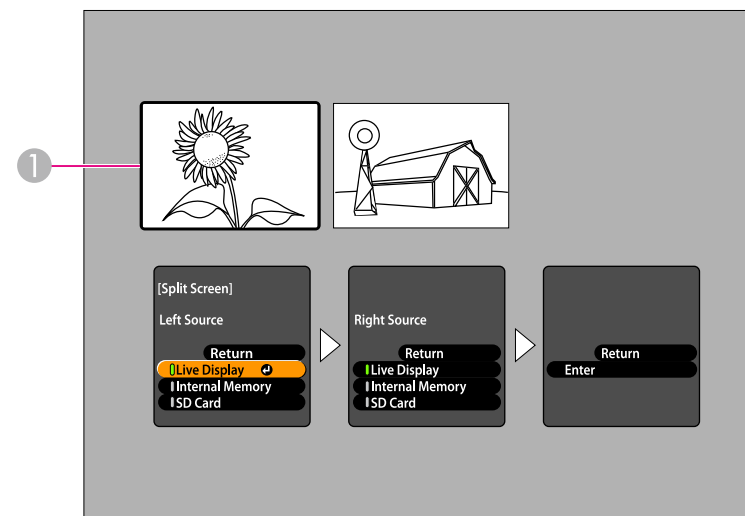 1
[Split Screen]
Left Source
Return
Live Display
Internal Memory
SD Card
Right Source
Return
Live Display
Internal Memory
SD Card
Return
Enter